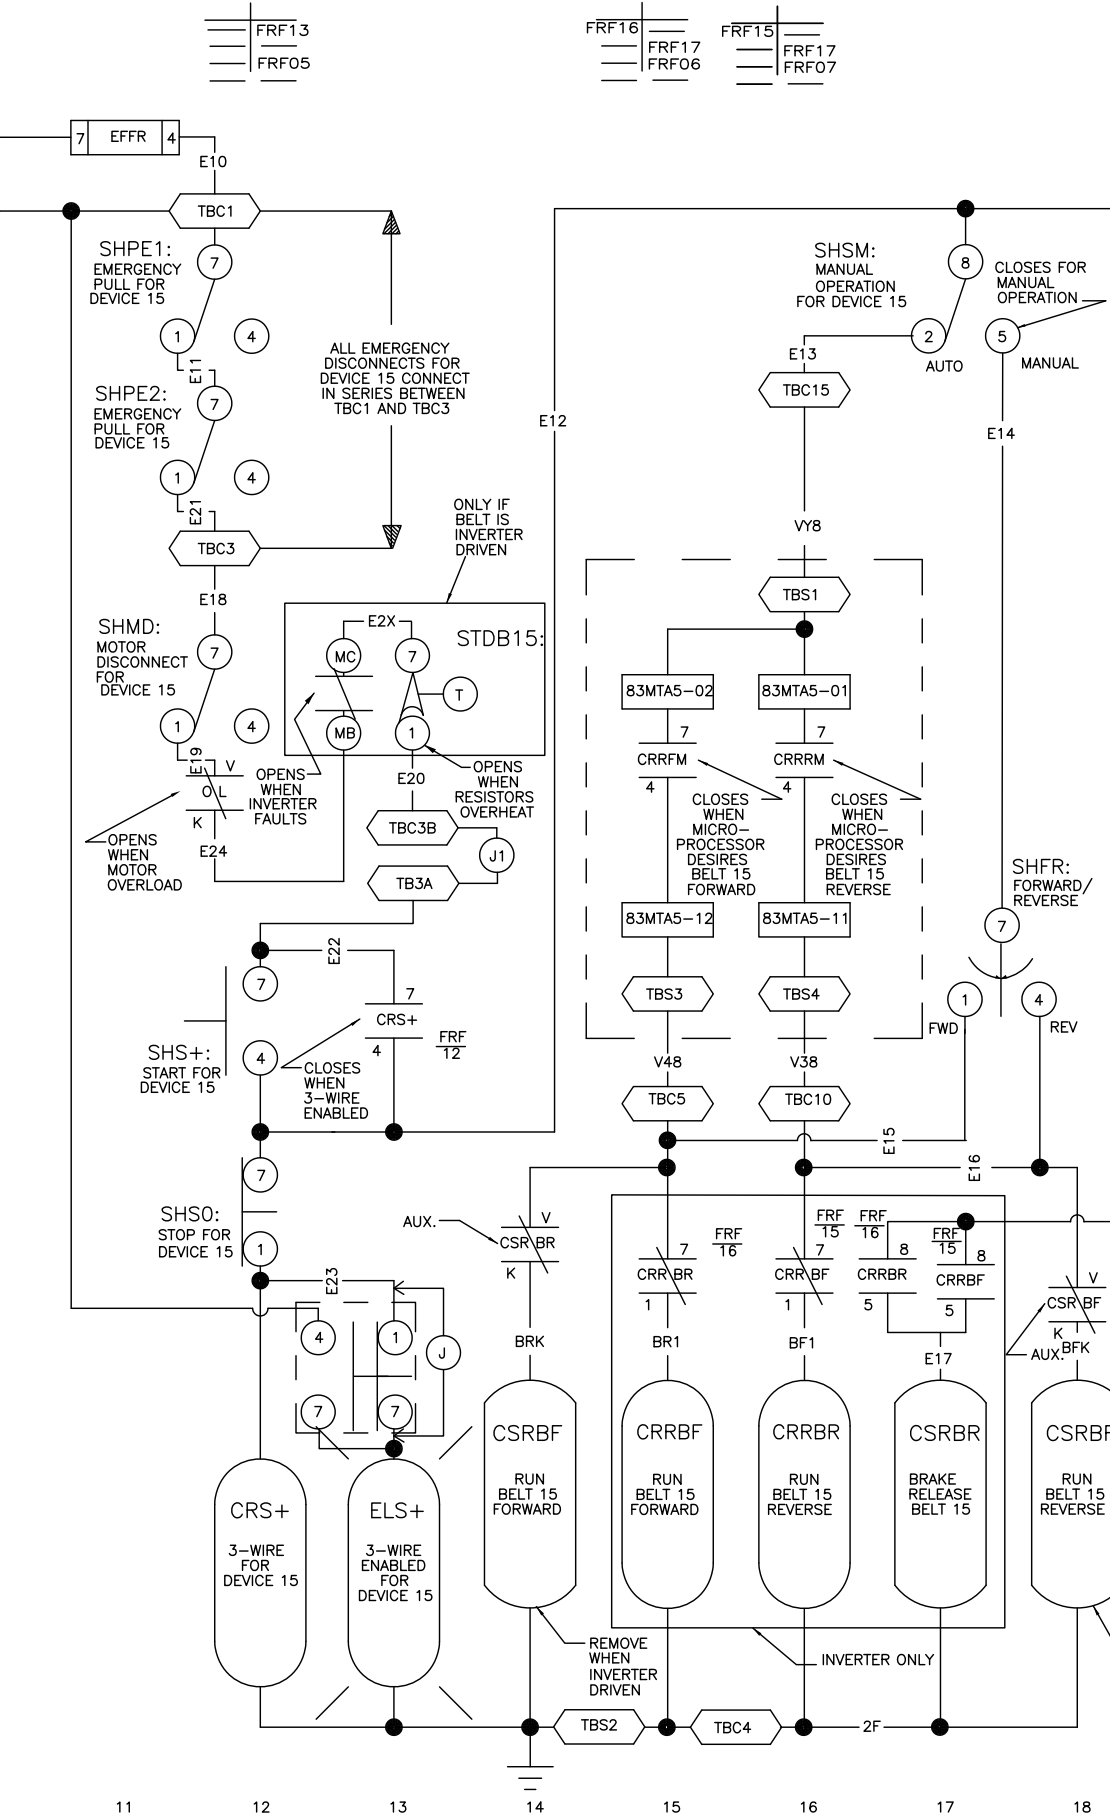 FRF13
FRF05
FRF16
FRF17
FRF06
FRF15
FRF17
FRF07
7 EFFR 4
E10
TBC1
SHPE1:
EMERGENCY
PULL FOR
DEVICE 15
7
1
4
E11
SHPE2:
EMERGENCY
PULL FOR
DEVICE 15
7
1
4
E21
TBC3
ALL EMERGENCY
DISCONNECTS FOR
DEVICE 15 CONNECT
IN SERIES BETWEEN
TBC1 AND TBC3
E18
SHMD:
MOTOR
DISCONNECT
FOR
DEVICE 15
7
1
4
E19
V
OL
K
E24
OPENS
WHEN
MOTOR
OVERLOAD
ONLY IF
BELT IS
INVERTER
DRIVEN
E2X
STDB15:
MC
7
T
MB
1
OPENS
WHEN
INVERTER
FAULTS
E20
OPENS
WHEN
RESISTORS
OVERHEAT
TBC3B
J1
TB3A
E22
7
7
CRS+
4
FRF
12
SHS+:
START FOR
DEVICE 15
4
CLOSES
WHEN
3-WIRE
ENABLED
7
SHS0:
STOP FOR
DEVICE 15
1
E23
4
1
J
7
7
CRS+
3-WIRE
FOR
DEVICE 15
ELS+
3-WIRE
ENABLED
FOR
DEVICE 15
E12
SHSM:
MANUAL
OPERATION
FOR DEVICE 15
8
CLOSES FOR
MANUAL
OPERATION
2
5
AUTO
MANUAL
E13
TBC15
E14
VY8
TBS1
83MTA5-02
83MTA5-01
7
CRRFM
4
7
CRRRM
4
CLOSES
WHEN
MICRO-
PROCESSOR
DESIRES
BELT 15
FORWARD
CLOSES
WHEN
MICRO-
PROCESSOR
DESIRES
BELT 15
REVERSE
83MTA5-12
83MTA5-11
SHFR:
FORWARD/
REVERSE
7
1
4
FWD
REV
TBS3
TBS4
V48
V38
TBC5
TBC10
E15
E16
AUX.
V
CSRBR
K
7
CRRBR
1
FRF
16
7
CRRBF
1
FRF
15
FRF
16
8
CRRBR
5
FRF
15
8
CRRBF
5
V
CSRBF
K
AUX.
BRK
BR1
BF1
E17
BFK
CSRBF
RUN
BELT 15
FORWARD
CRRBF
RUN
BELT 15
FORWARD
CRRBR
RUN
BELT 15
REVERSE
CSRBR
BRAKE
RELEASE
BELT 15
CSRBF
RUN
BELT 15
REVERSE
REMOVE
WHEN
INVERTER
DRIVEN
INVERTER ONLY
TBS2
TBC4
2F
11 12 13 14 15 16 17 18